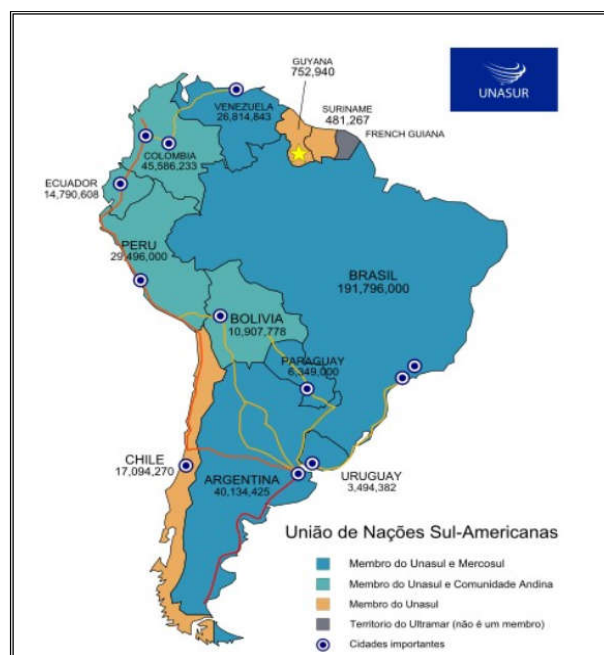 UNASUR
GUYANA
752,940
VENEZUELA
26,814,843
SURINAME
481,267
FRENCH GUIANA
COLOMBIA
45,586,233
ECUADOR
14,790,608
PERU
29,496,000
BRASIL
191,796,000
BOLIVIA
10,907,778
PARAGUAY
6,349,000
CHILE
17,094,270
ARGENTINA
40,134,425
URUGUAY
3,494,382
União de Nações Sul-Americanas
Membro do Unasul e Mercosul
Membro do Unasul e Comunidade Andina
Membro do Unasul
Territorio do Ultramar (não é um membro)
Cidades importantes